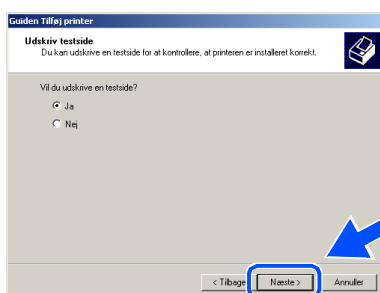 Guiden Tilføj printer
Udskriv testside
Du kan udskrive en testside for at kontrollere, at printeren er installeret korrekt.
Vil du udskrive en testside?
Ja
Nej
< Tilbage
Næste >
Annuller